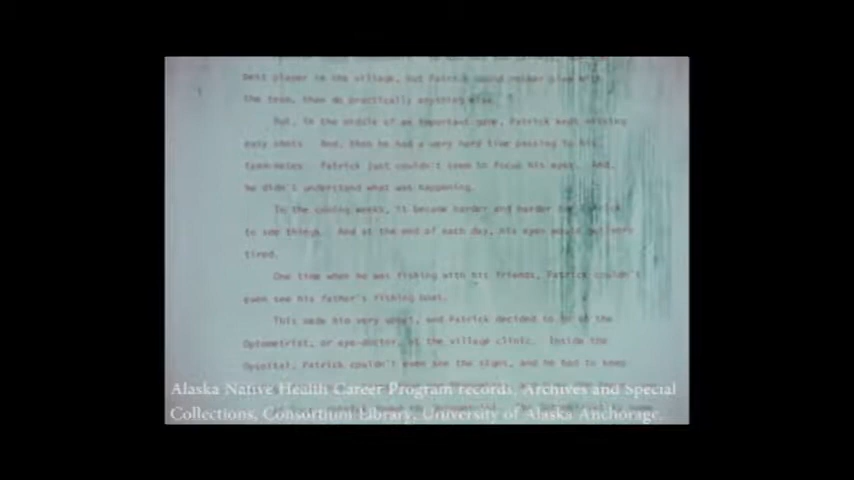 best player in the village, but Patrick would rather play with
the team, than do practically anything else.
But, in the middle of an important game, Patrick kept missing
easy shots. And, then he had a very hard time passing to his
team-mates. Patrick just couldn't seem to focus his eyes. And,
he didn't understand what was happening.
In the coming weeks, it became harder and harder for Patrick
to see things. And at the end of each day, his eyes would get very
tired.
One time when he was fishing with his friends, Patrick couldn't
even see his father's fishing boat.
This made him very upset, and Patrick decided to go at the
Optometrist, or eye-doctor, at the village clinic. Inside the
hospital, Patrick couldn't even see the signs, and he had to keep
Alaska Native Health Career Program records, Archives and Special
Collections, Consortium Library, University of Alaska Anchorage.